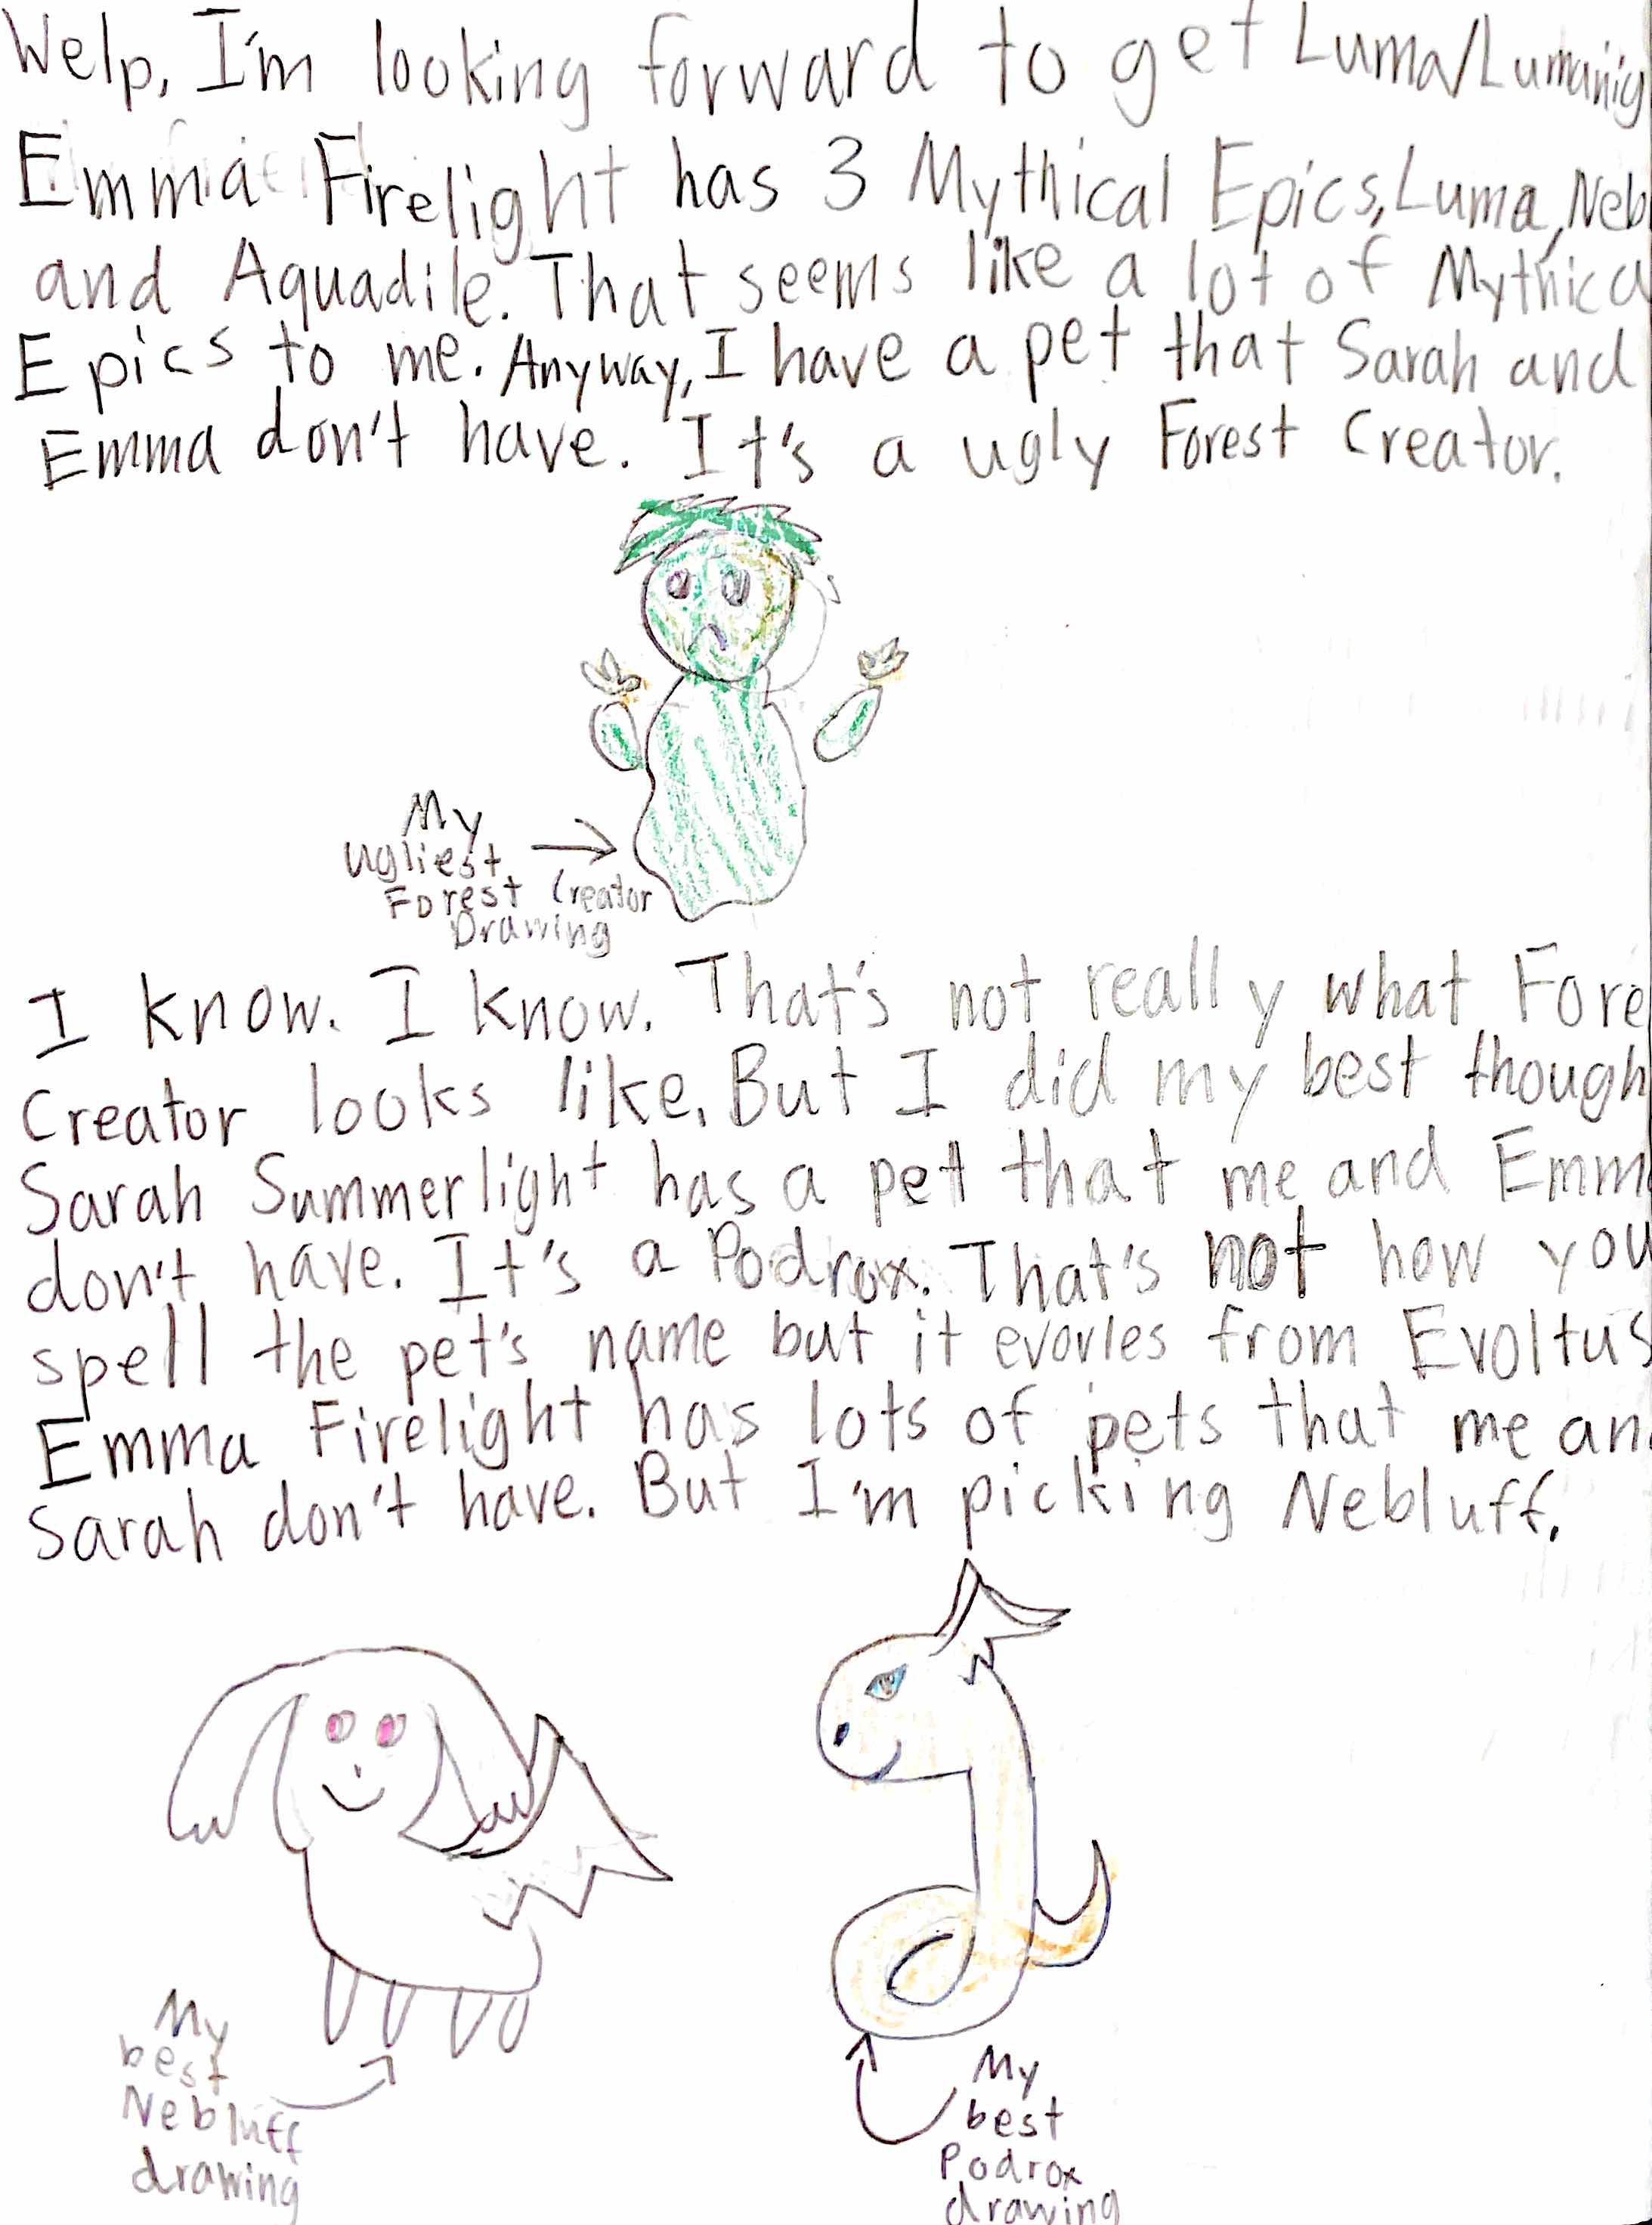 Welp, I'm looking forward to get Luma/Lumanig
Emma Firelight has 3 Mythical Epics, Luma, Neb
and Aquadile. That seems like a lot of Mythica
Epics to me. Anyway, I have a pet that Sarah and
Emma don't have. It's a ugly Forest Creator.
My
ugliest
Forest Creator
Drawing
I know. I know. That's not really what Fore
Creator looks like. But I did my best though
Sarah Summerlight has a pet that me and Emm
don't have. It's a Podrox. That's not how you
spell the pet's name but it evovles from Evoltus
Emma Firelight has lots of pets that me an
Sarah don't have. But I'm picking Nebluff.
My
best
Nebluff
drawing
My
best
Podrox
drawing